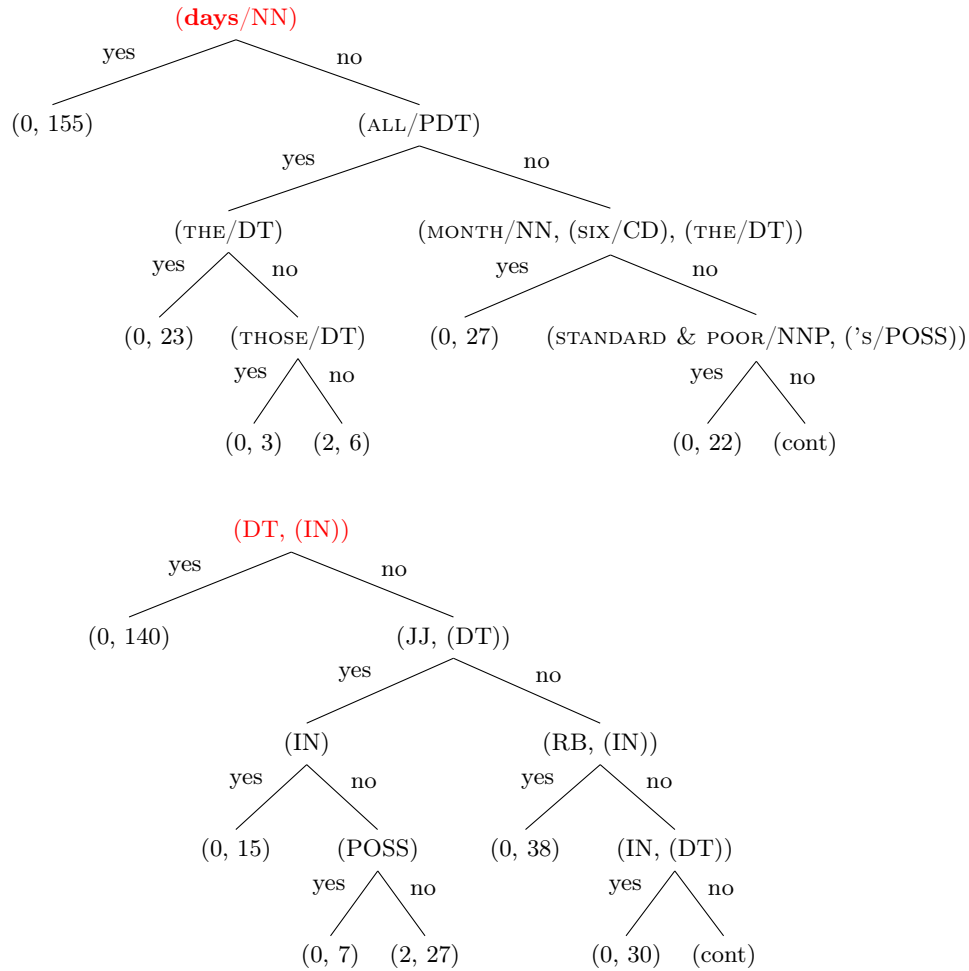 (days/NN)
yes no
(0, 155) (ALL/PDT)
yes no
(THE/DT) (MONTH/NN, (SIX/CD), (THE/DT))
yes no yes no
(0, 23) (THOSE/DT) (0, 27) (STANDARD & POOR/NNP, ('S/POSS))
yes no yes no
(0, 3) (2, 6) (0, 22) (cont)
(DT, (IN))
yes no
(0, 140) (JJ, (DT))
yes no
(IN) (RB, (IN))
yes no yes no
(0, 15) (POSS) (0, 38) (IN, (DT))
yes no yes no
(0, 7) (2, 27) (0, 30) (cont)